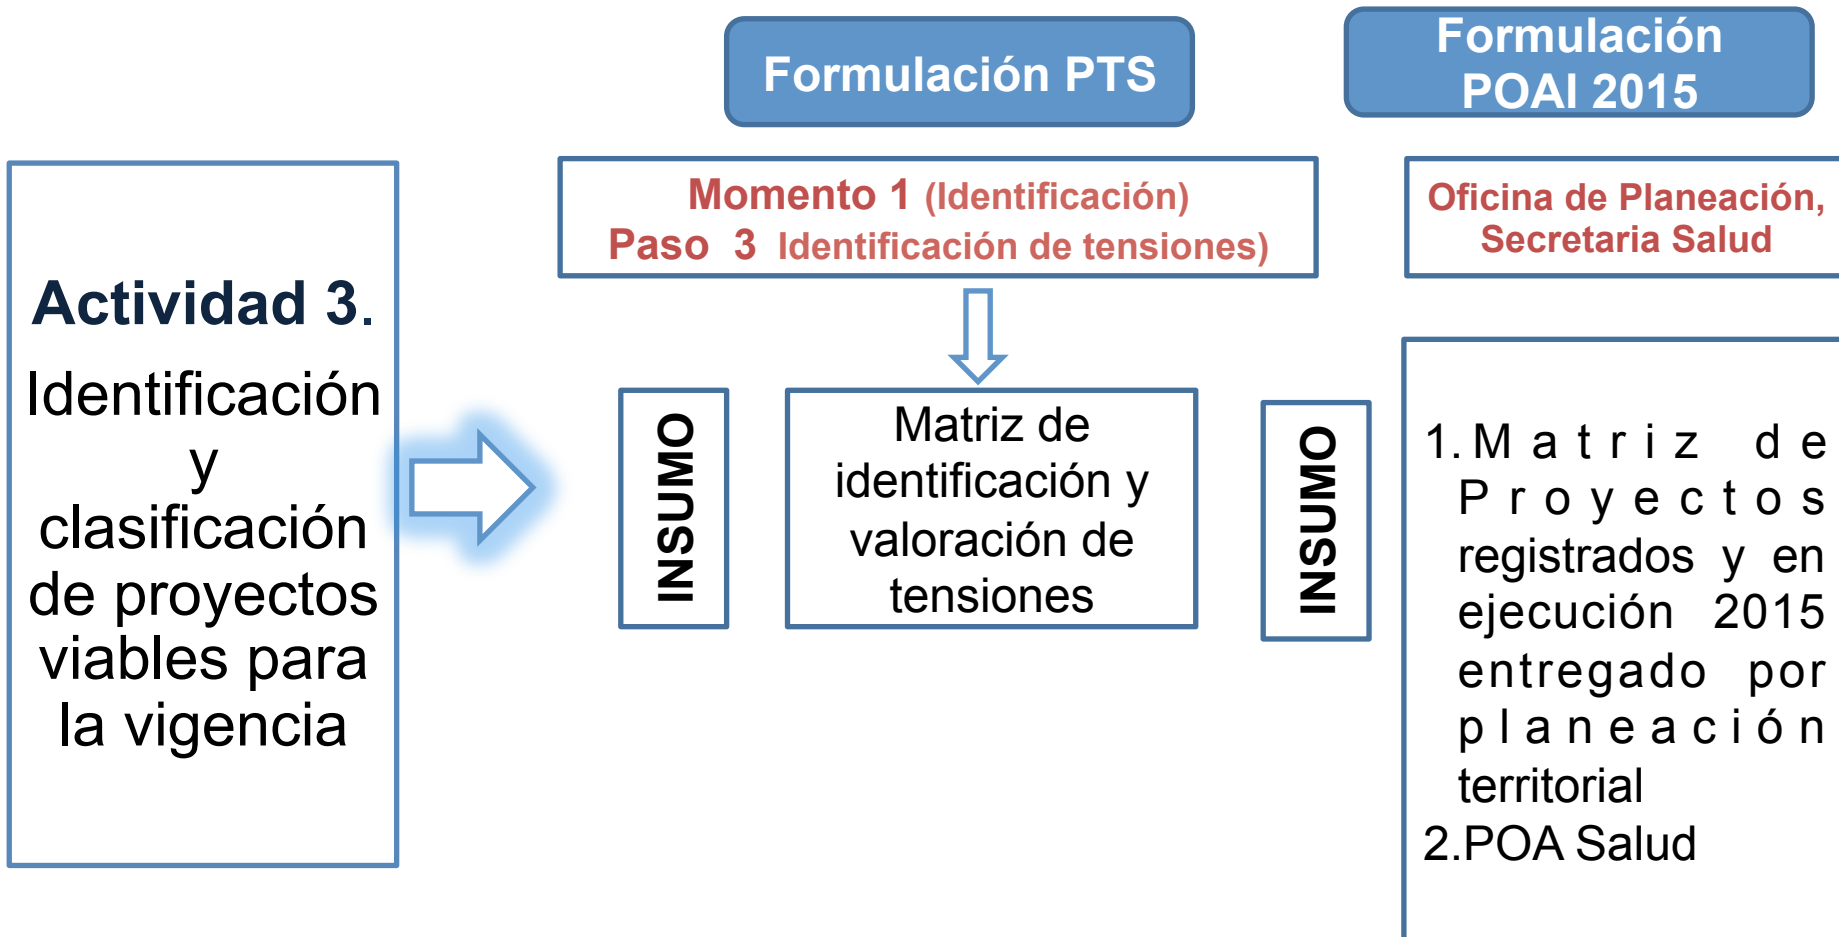 Formulación PTS
Formulación
POAI 2015
Actividad 3.
Identificación
y
clasificación
de proyectos
viables para
la vigencia
Momento 1 (Identificación)
Paso 3 Identificación de tensiones)
INSUMO
Matriz de
identificación y
valoración de
tensiones
Oficina de Planeación,
Secretaria Salud
INSUMO
1. Matriz de
Proyectos
registrados y en
ejecución 2015
entregado por
planeación
territorial
2.POA Salud